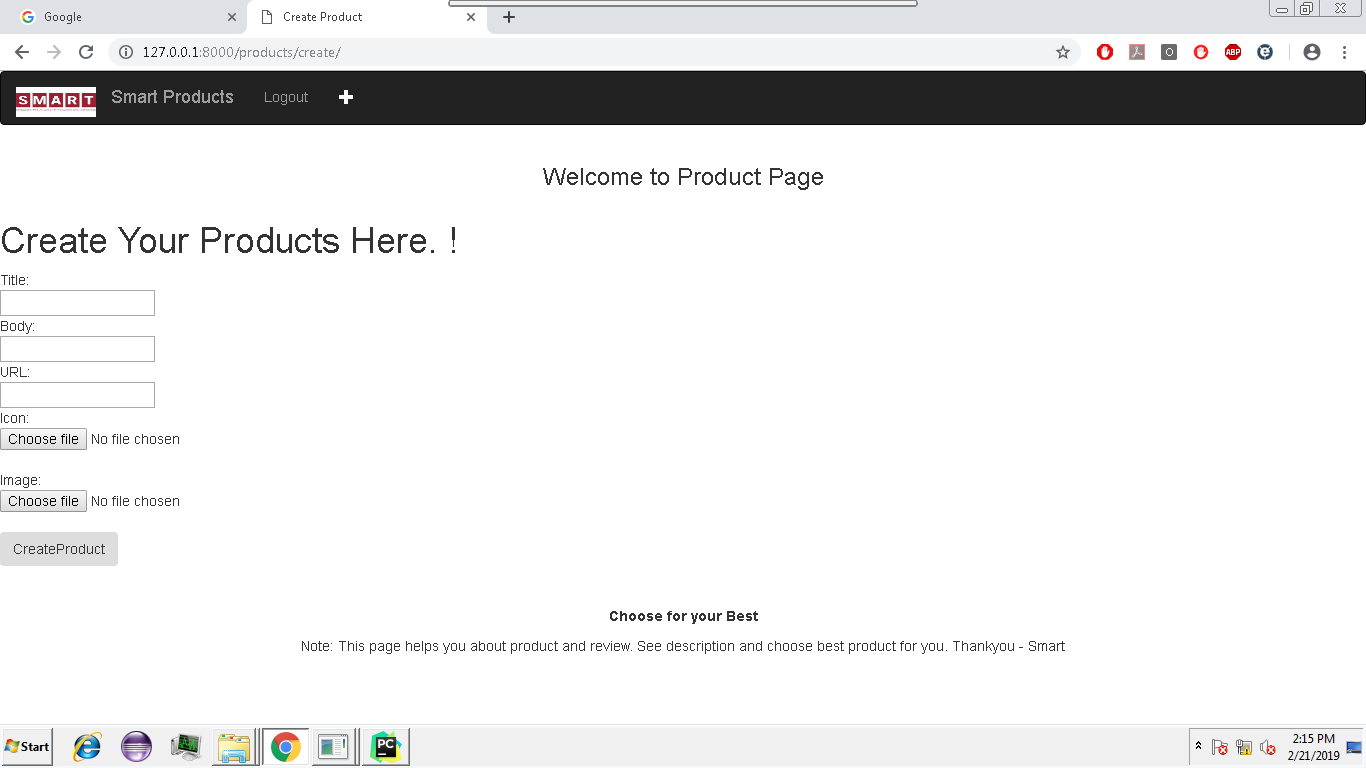 Google
Create Product
127.0.0.1:8000/products/create/
ABP
SMART
Smart Products
Logout
Welcome to Product Page
Create Your Products Here. !
Title:
Body:
URL:
Icon:
Choose file No file chosen
Image:
Choose file No file chosen
CreateProduct
Choose for your Best
Note: This page helps you about product and review. See description and choose best product for you. Thankyou - Smart
Start
PC
2:15 PM
2/21/2019